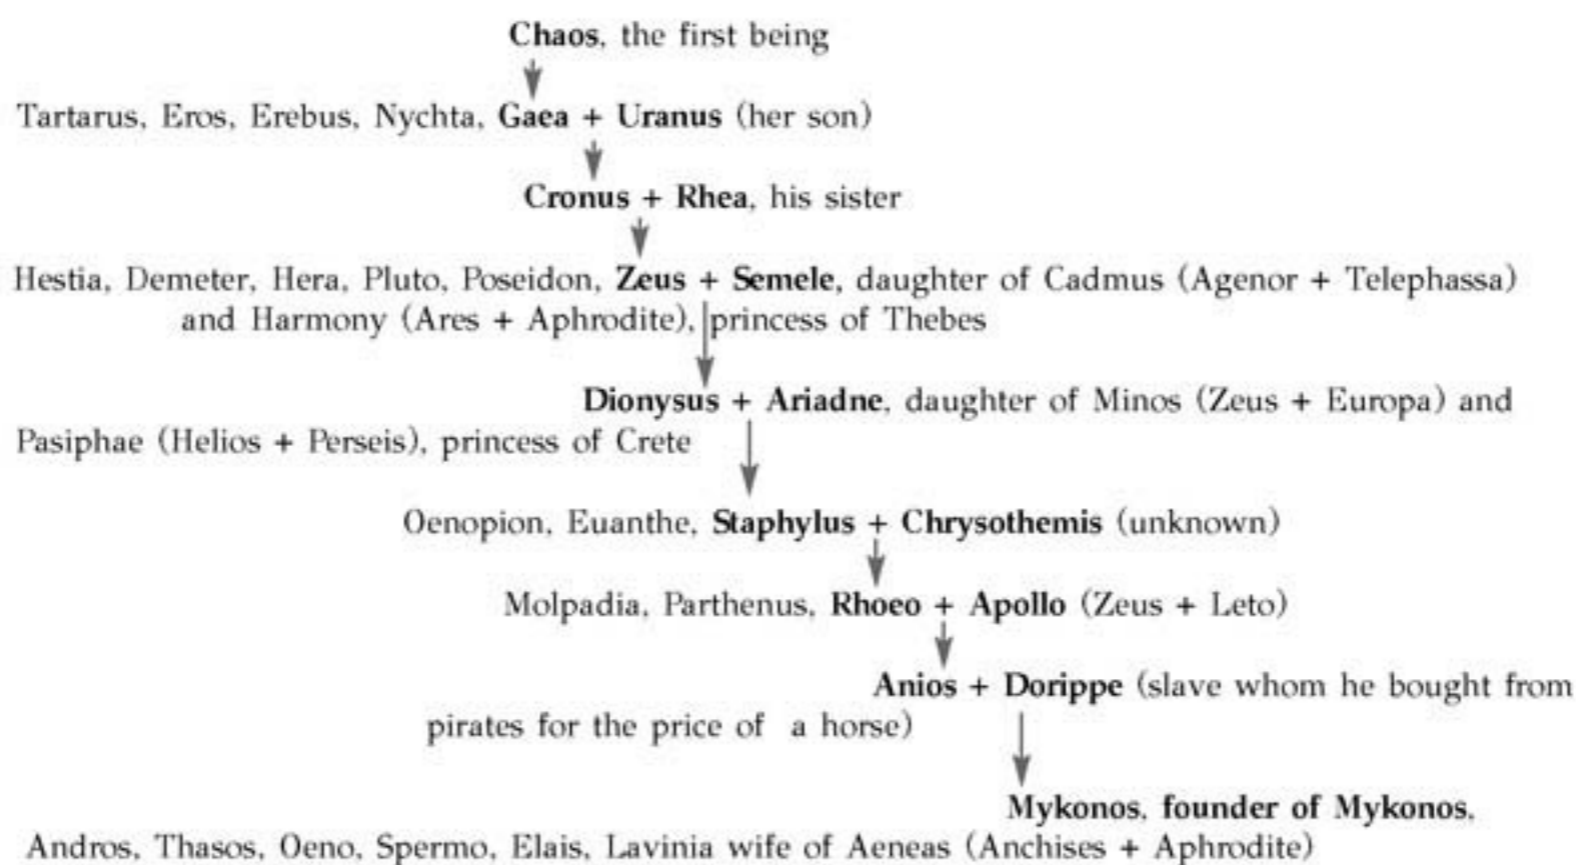 Chaos, the first being
Tartarus, Eros, Erebus, Nychta, Gaea + Uranus (her son)
Cronus + Rhea, his sister
Hestia, Demeter, Hera, Pluto, Poseidon, Zeus + Semele, daughter of Cadmus (Agenor + Telephassa)
and Harmony (Ares + Aphrodite), princess of Thebes
Dionysus + Ariadne, daughter of Minos (Zeus + Europa) and
Pasiphae (Helios + Perseis), princess of Crete
Oenopion, Euanthe, Staphylus + Chrysothemis (unknown)
Molpadia, Parthenus, Rhoeo + Apollo (Zeus + Leto)
Anios + Dorippe (slave whom he bought from
pirates for the price of a horse)
Mykonos, founder of Mykonos,
Andros, Thasos, Oeno, Spermo, Elais, Lavinia wife of Aeneas (Anchises + Aphrodite)